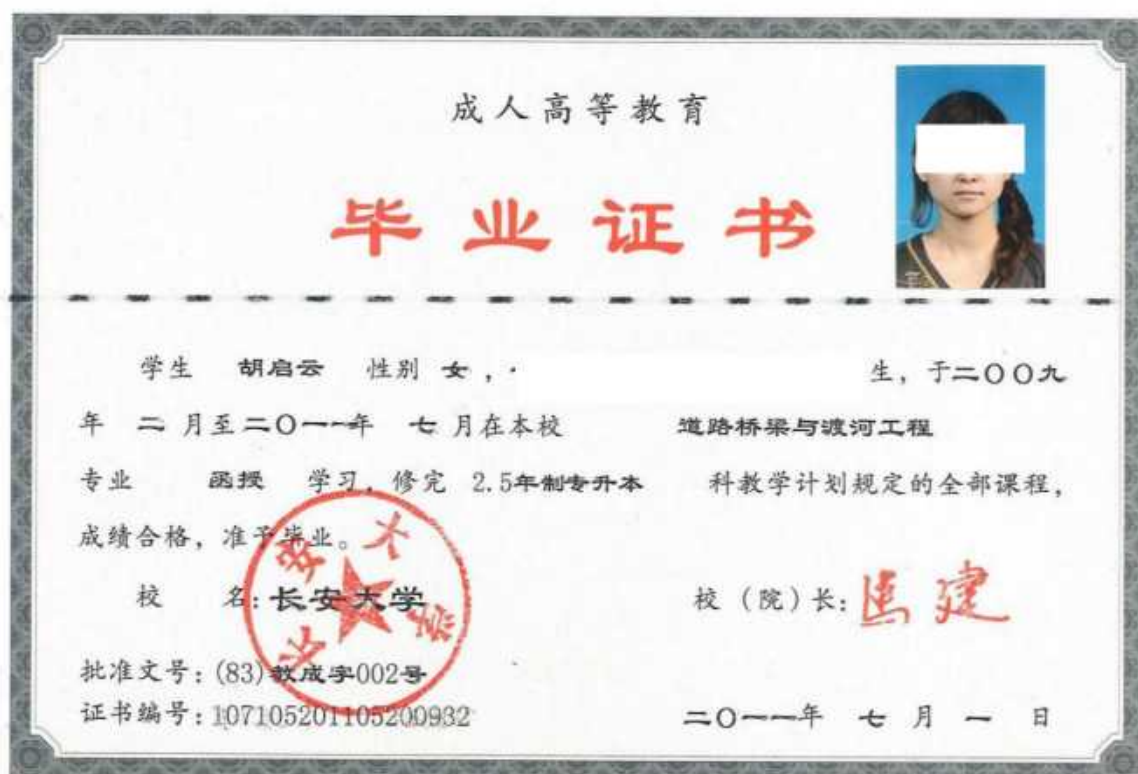 成人高等教育
毕业证书
学生 胡启云 性别 女，· 生，于二〇〇九
年 二 月至二〇一一年 七 月在本校 道路桥梁与渡河工程
专业 函授 学习，修完 2.5年制专升本 科教学计划规定的全部课程，
成绩合格，准予毕业。
长安大学
校 名：长安大学 校（院）长：马建
批准文号：(83)教成字002号
证书编号：107105201105200932 二〇一一年 七 月 一 日